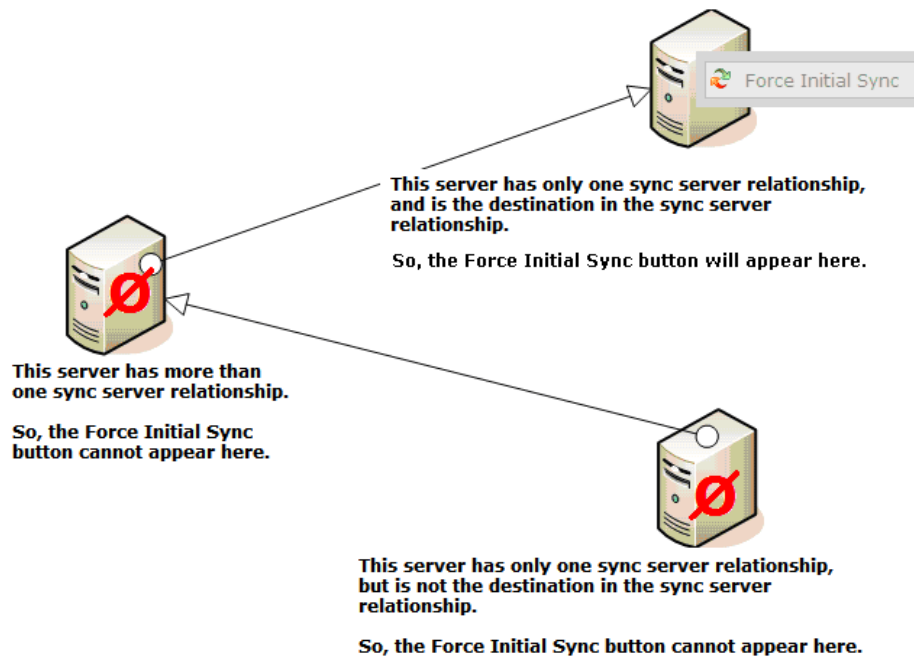 Force Initial Sync
This server has only one sync server relationship,
and is the destination in the sync server
relationship.
So, the Force Initial Sync button will appear here.
This server has more than
one sync server relationship.
So, the Force Initial Sync
button cannot appear here.
This server has only one sync server relationship,
but is not the destination in the sync server
relationship.
So, the Force Initial Sync button cannot appear here.